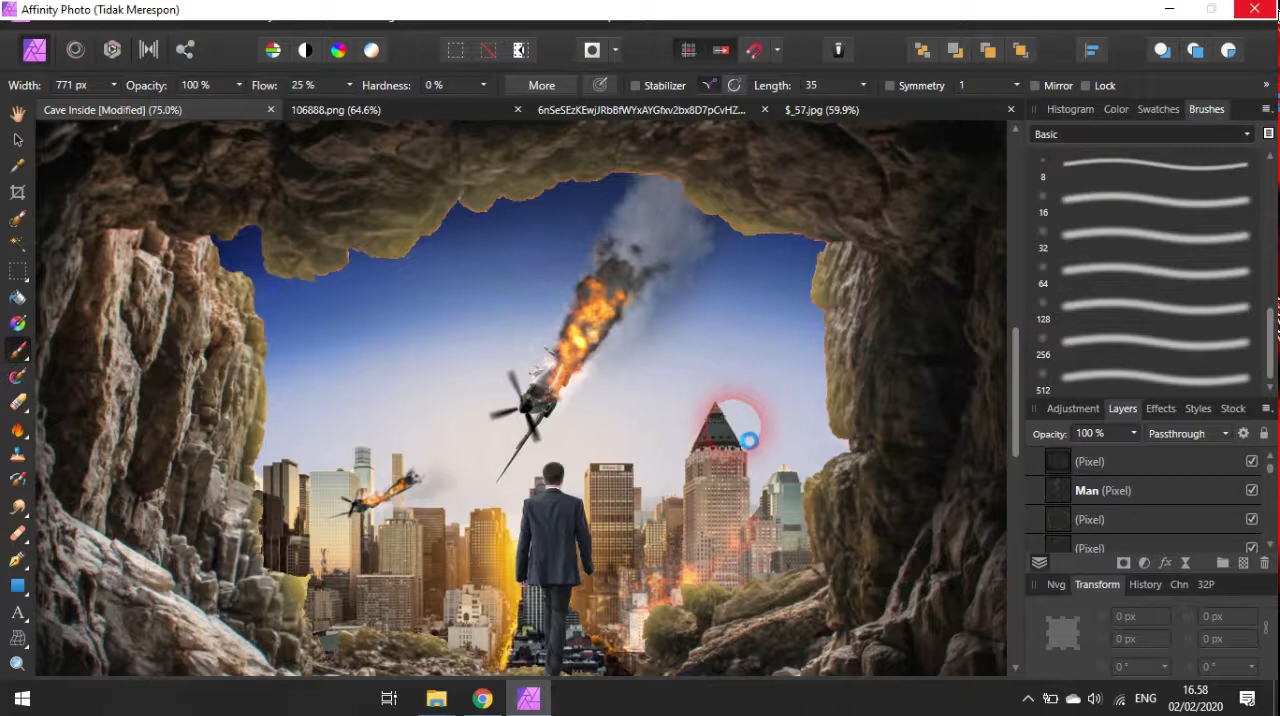 Affinity Photo (Tidak Merespon)
Width: 771 px Opacity: 100 % Flow: 25 % Hardness: 0 % More Stabilizer Length: 35 Symmetry 1 Mirror Lock
Cave Inside [Modified] (75.0%) 106888.png (64.6%) 6nSeSEzKEwjJRbBfWYxAYGfxv2bx8D7pCvHZ... $_57.jpg (59.9%)
Histogram Color Swatches Brushes
Basic
8
16
32
64
128
256
512
Adjustment Layers Effects Styles Stock
Opacity: 100 % Passthrough
(Pixel)
Man (Pixel)
(Pixel)
(Pixel)
Nvg Transform History Chn 32P
0 px 0 px
0 px 0 px
0 ° 0 °
ENG
16.58
02/02/2020